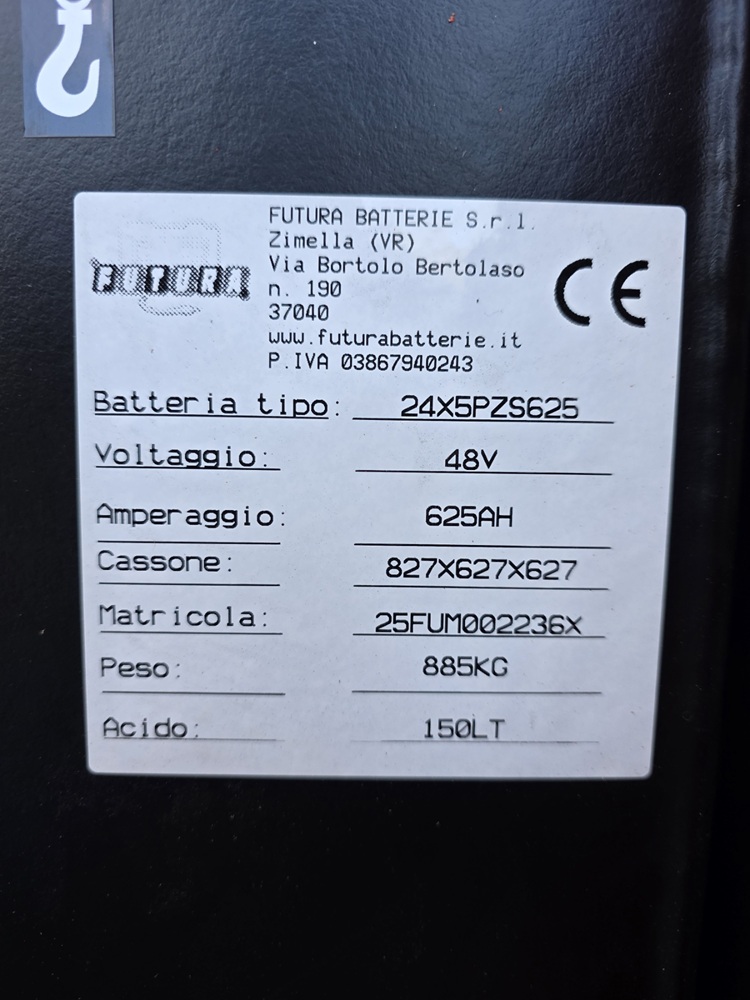 FUTURA
FUTURA BATTERIE S.r.l.
Zimella (VR)
Via Bortolo Bertolaso
n. 190
37040
www.futurabatterie.it
P.IVA 03867940243
CE
Batteria tipo: 24X5PZS625
Voltaggio: 48V
Amperaggio: 625AH
Cassone: 827X627X627
Matricola: 25FUM002236X
Peso: 885KG
Acido: 150LT